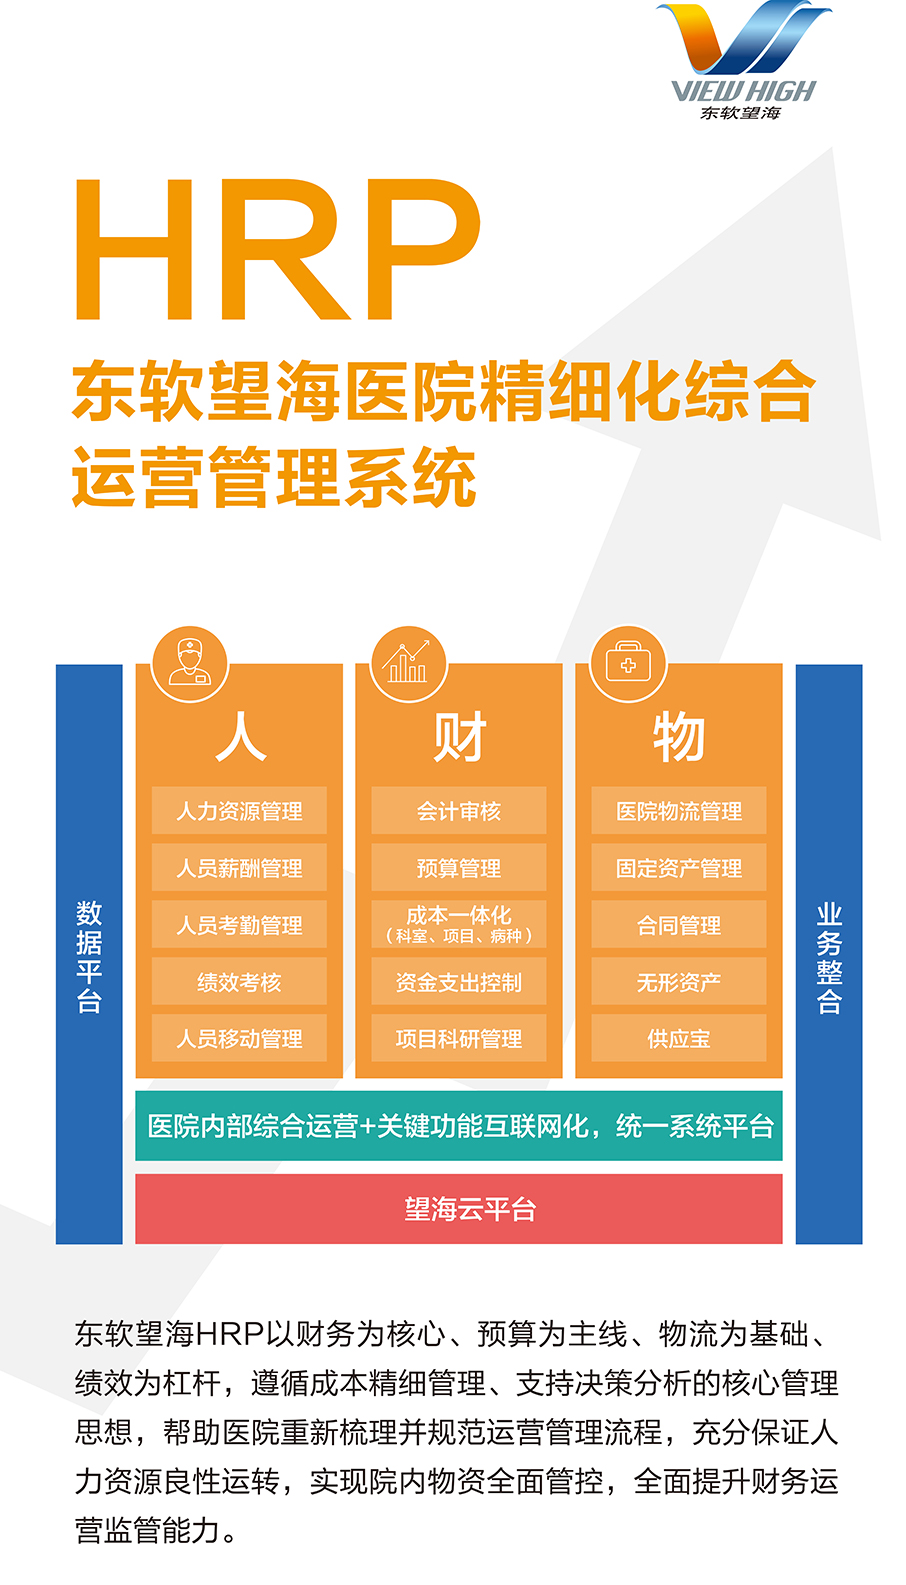 VIEW HIGH
东软望海
HRP
东软望海医院精细化综合
运营管理系统
数据平台
人
人力资源管理
人员薪酬管理
人员考勤管理
绩效考核
人员移动管理
财
会计审核
预算管理
成本一体化
（科室、项目、病种）
资金支出控制
项目科研管理
物
医院物流管理
固定资产管理
合同管理
无形资产
供应宝
业务整合
医院内部综合运营+关键功能互联网化，统一系统平台
望海云平台
东软望海HRP以财务为核心、预算为主线、物流为基础、
绩效为杠杆，遵循成本精细管理、支持决策分析的核心管理
思想，帮助医院重新梳理并规范运营管理流程，充分保证人
力资源良性运转，实现院内物资全面管控，全面提升财务运
营监管能力。